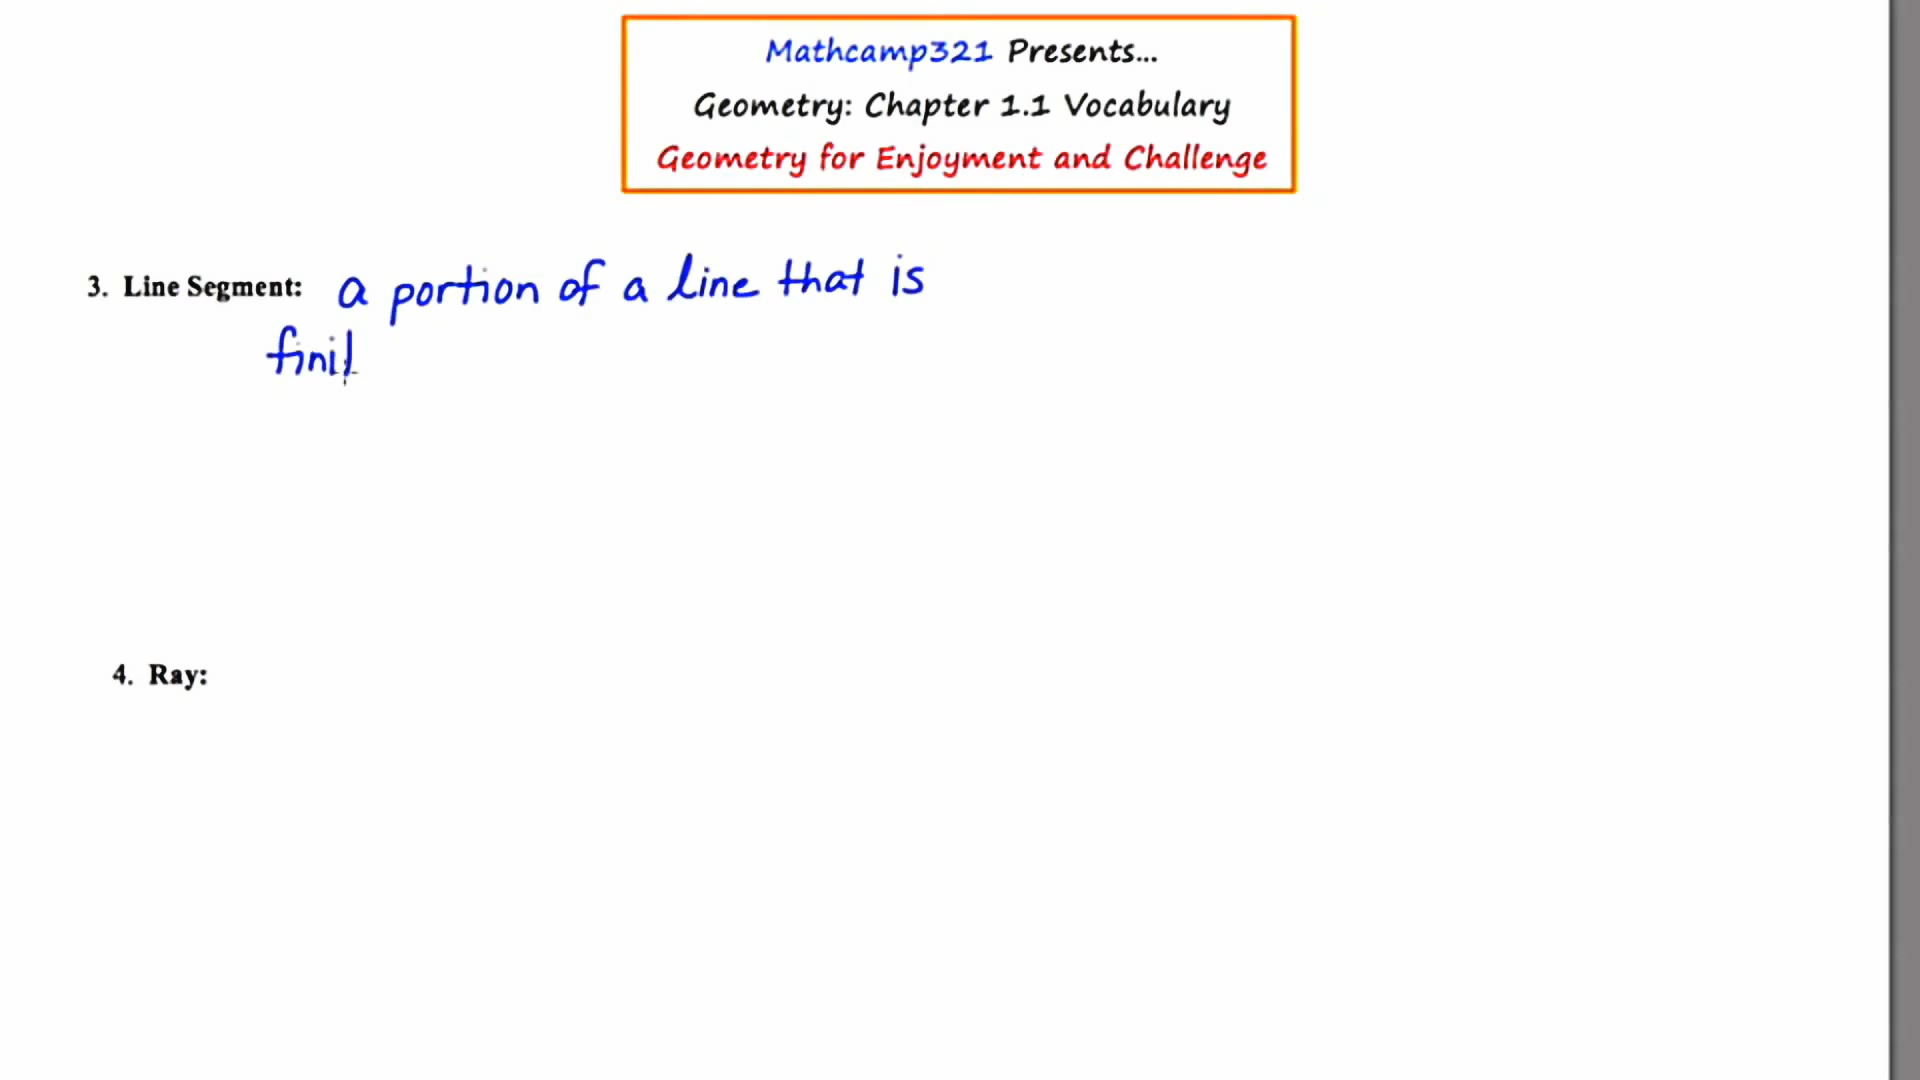 Mathcamp321 Presents...
Geometry: Chapter 1.1 Vocabulary
Geometry for Enjoyment and Challenge
3. Line Segment: a portion of a line that is
4. Ray: